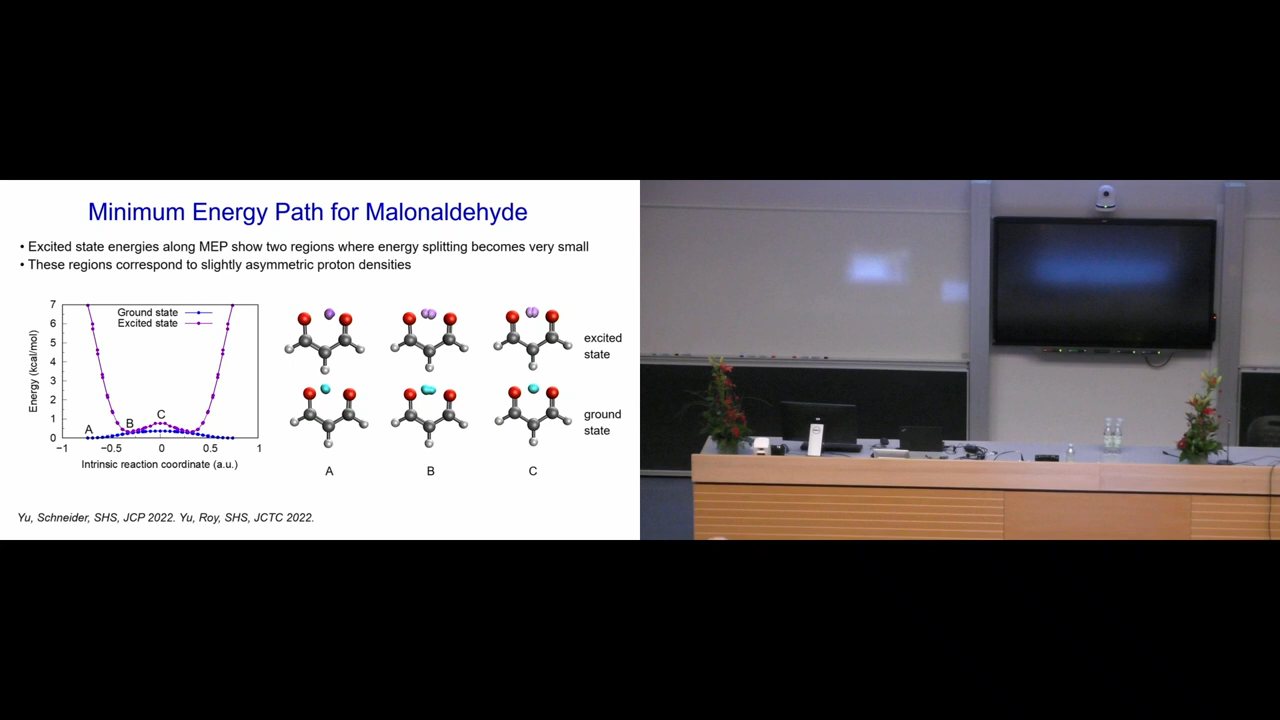 Minimum Energy Path for Malonaldehyde
• Excited state energies along MEP show two regions where energy splitting becomes very small
• These regions correspond to slightly asymmetric proton densities
7
6
5
4
3
2
1
0
Energy (kcal/mol)
Ground state
Excited state
A
B
C
−1
−0.5
0
0.5
1
Intrinsic reaction coordinate (a.u.)
excited
state
ground
state
A
B
C
Yu, Schneider, SHS, JCP 2022. Yu, Roy, SHS, JCTC 2022.